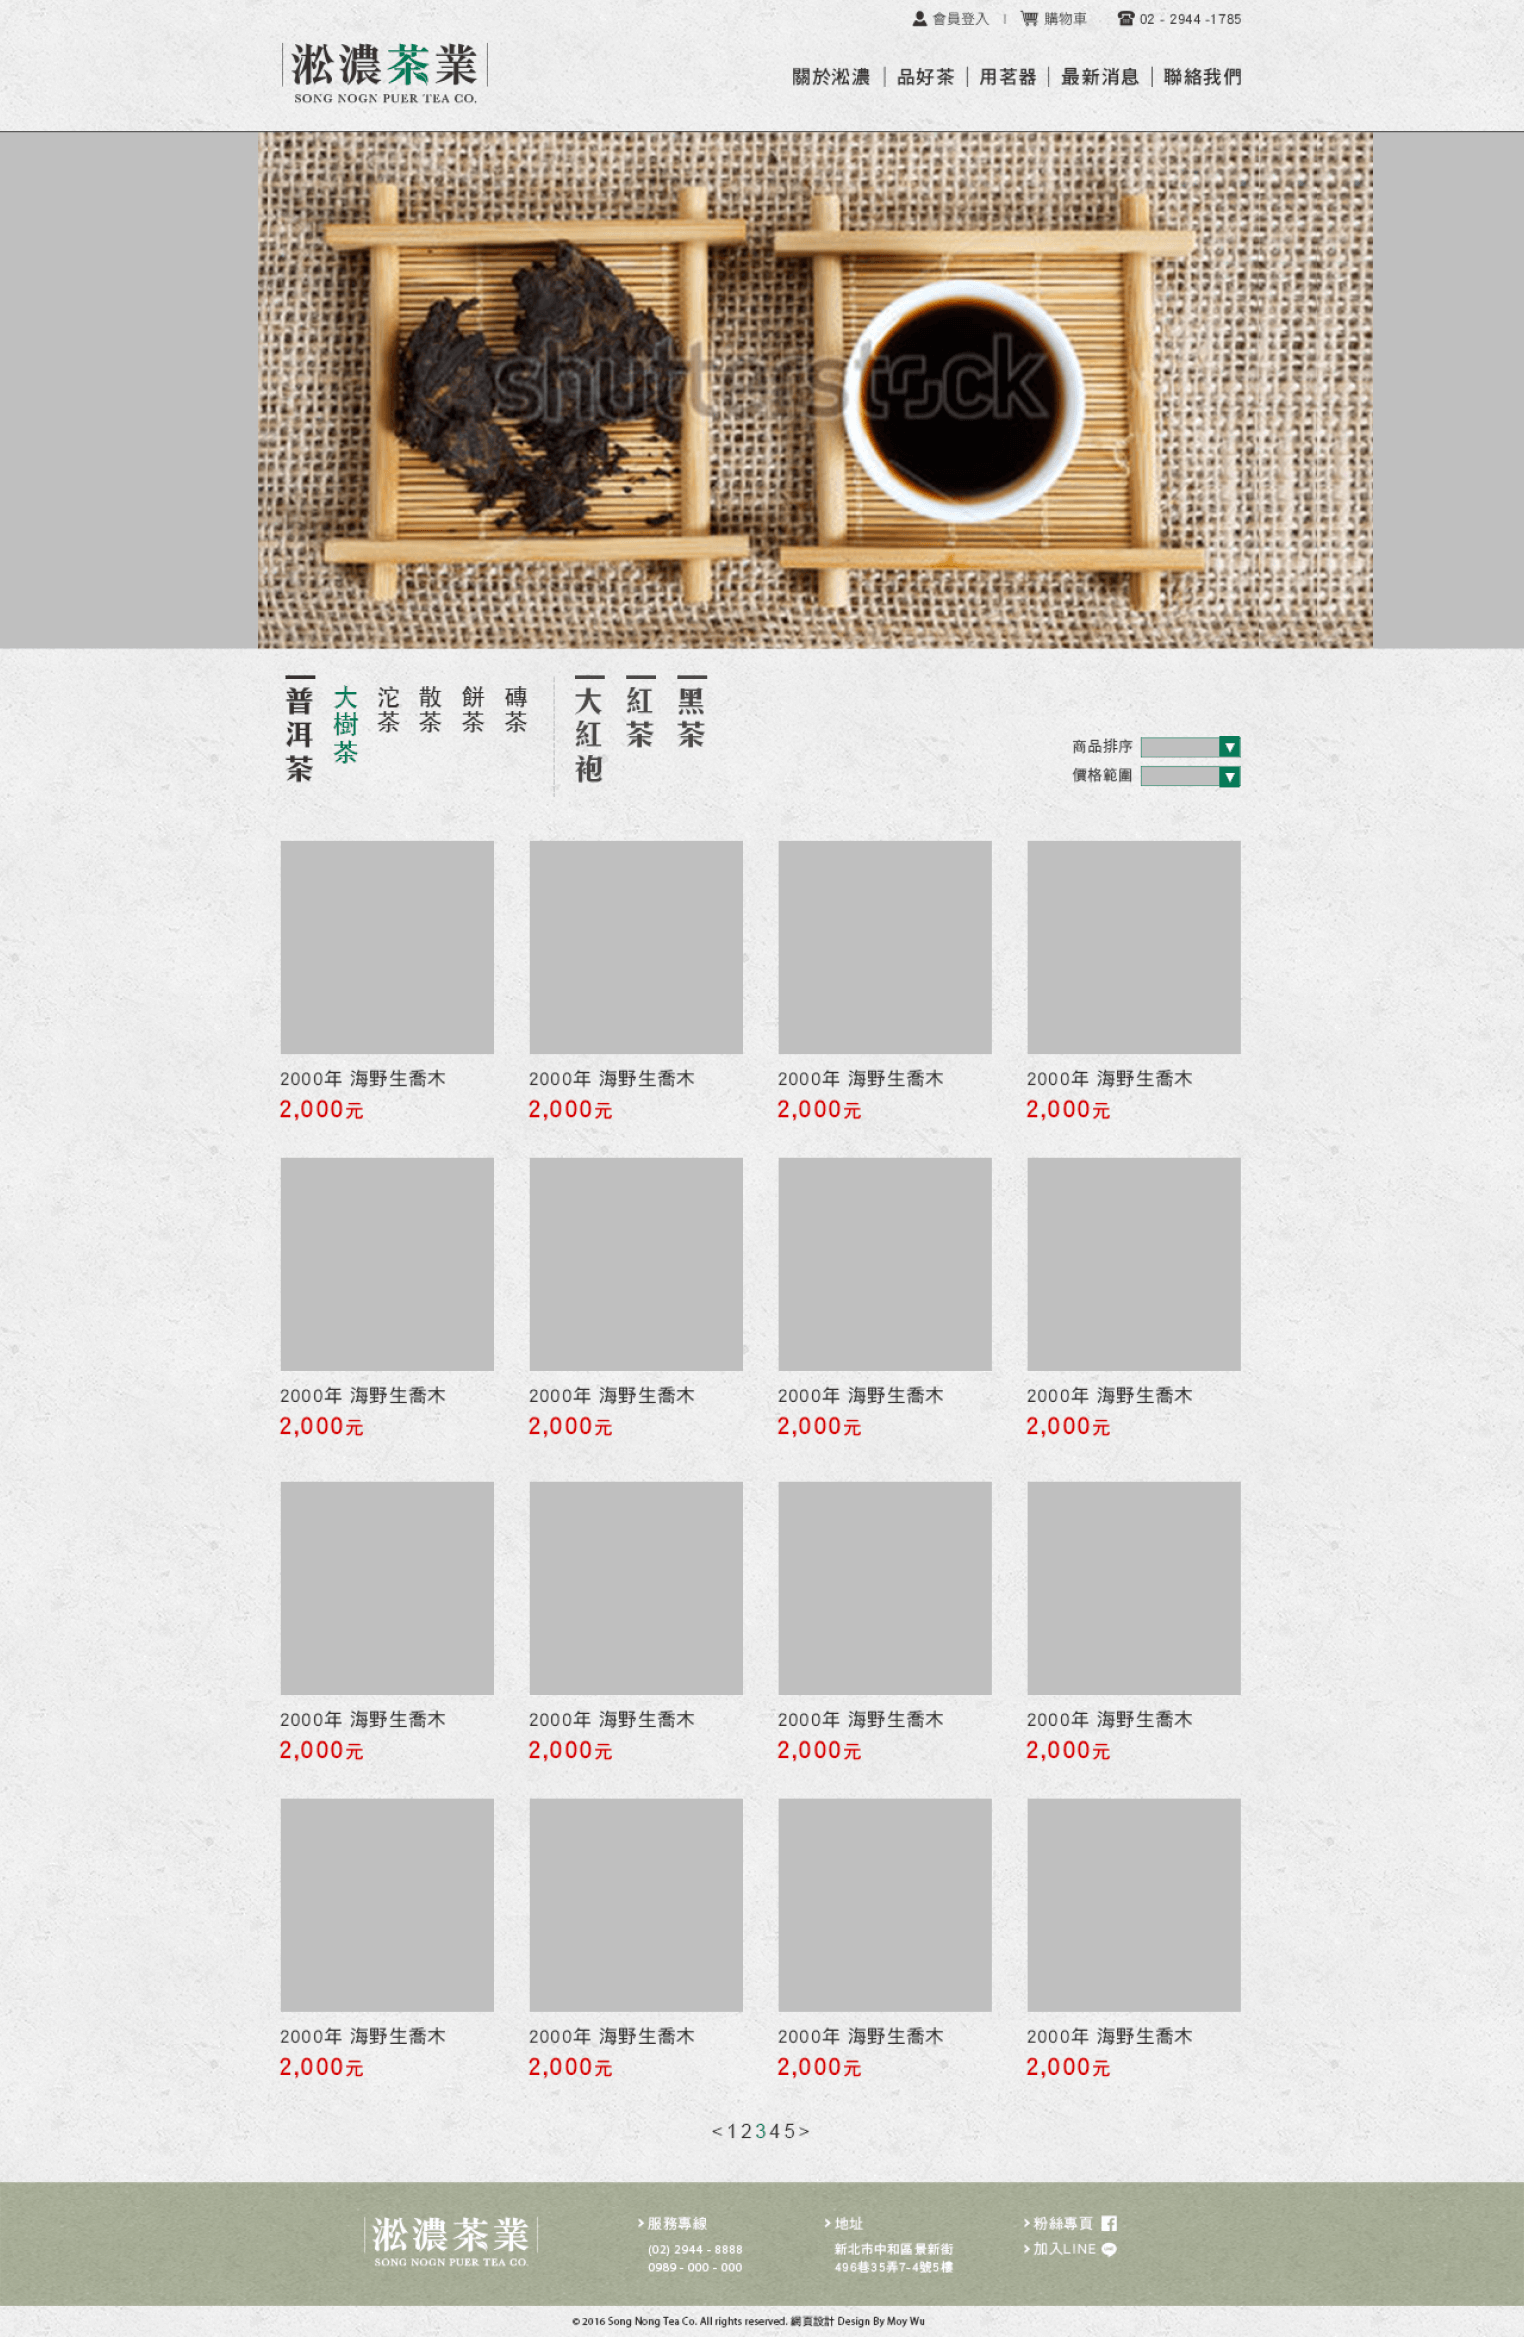 會員登入 | 購物車 02 - 2944 -1785
淞濃茶業
SONG NOGN PUER TEA CO.
關於淞濃 | 品好茶 | 用茗器 | 最新消息 | 聯絡我們
shutterstock
普洱茶
大樹茶
沱茶
散茶
餅茶
磚茶
大紅袍
紅茶
黑茶
商品排序
價格範圍
2000年 海野生喬木 2000年 海野生喬木 2000年 海野生喬木 2000年 海野生喬木
2,000元 2,000元 2,000元 2,000元
2000年 海野生喬木 2000年 海野生喬木 2000年 海野生喬木 2000年 海野生喬木
2,000元 2,000元 2,000元 2,000元
2000年 海野生喬木 2000年 海野生喬木 2000年 海野生喬木 2000年 海野生喬木
2,000元 2,000元 2,000元 2,000元
2000年 海野生喬木 2000年 海野生喬木 2000年 海野生喬木 2000年 海野生喬木
2,000元 2,000元 2,000元 2,000元
< 1 2 3 4 5 >
淞濃茶業
SONG NOGN PUER TEA CO.
> 服務專線
(02) 2944 - 8888
0989 - 000 - 000
> 地址
新北市中和區景新街
496巷35弄7-4號5樓
> 粉絲專頁
> 加入LINE
© 2016 Song Nong Tea Co. All rights reserved. 網頁設計 Design By Moy Wu